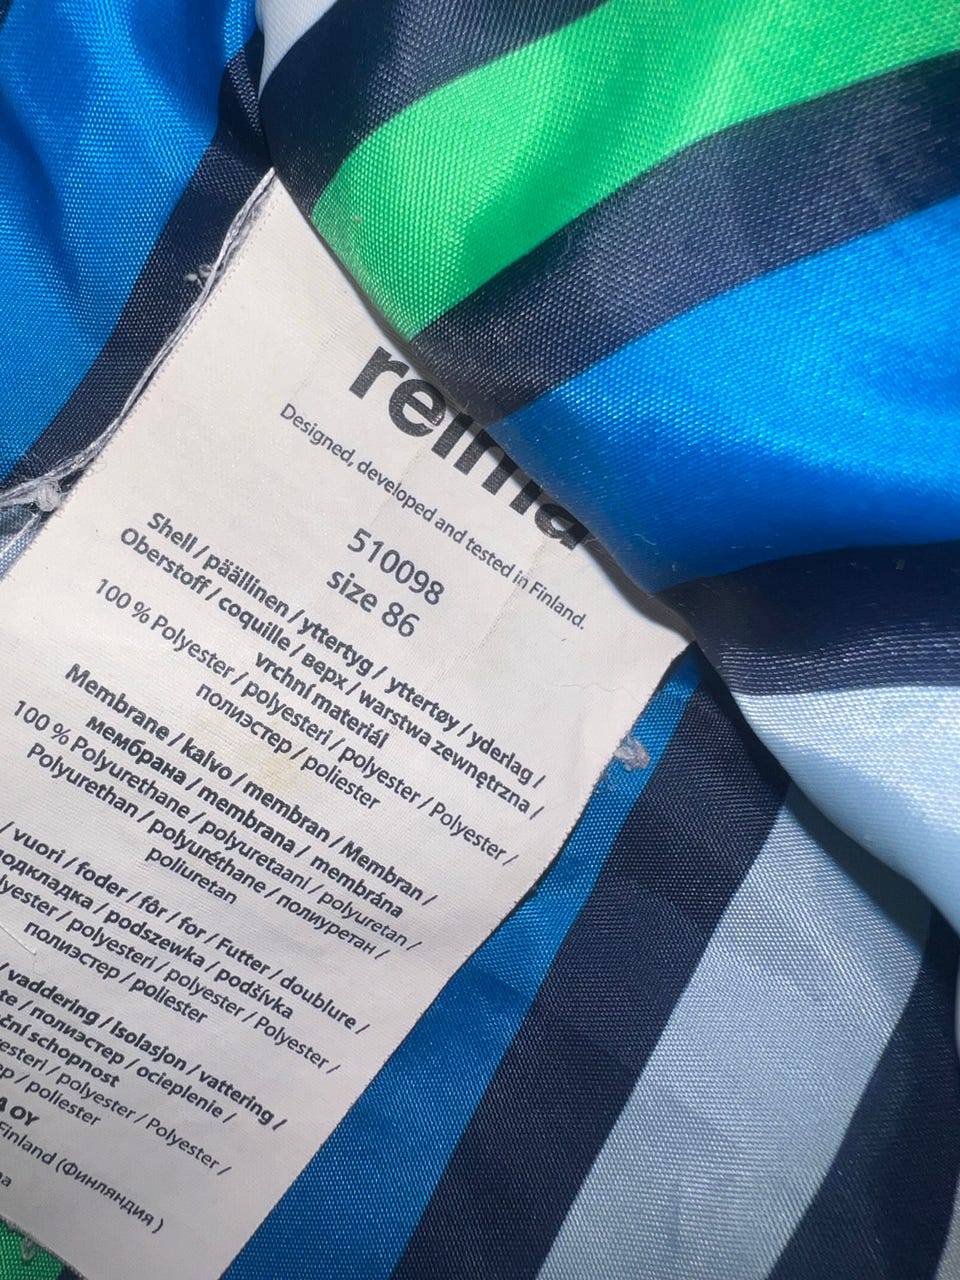 reima
Designed, developed and tested in Finland.
510098
size 86
Shell / päällinen / yttertyg / yttertøy / yderlag /
Oberstoff / coquille / верх / warstwa zewnętrzna /
vrchní materiál
100 % Polyester / polyesteri / polyester / Polyester /
полиэстер / poliester
Membrane / kalvo / membran / Membran /
мембрана / membrana / membrána
100 % Polyurethane / polyuretaani / polyuretan /
Polyurethan / polyuréthane / полиуретан /
poliuretan
/ vuori / foder / fôr / for / Futter / doublure /
podszewka / podšívka
/ polyesteri / polyester / Polyester /
полиэстер / poliester
/ vaddering / Isolasjon / vattering /
/ полиэстер / ocieplenie /
schopnost
/ polyester / Polyester /
/ poliester
OY
Finland (Финляндия )